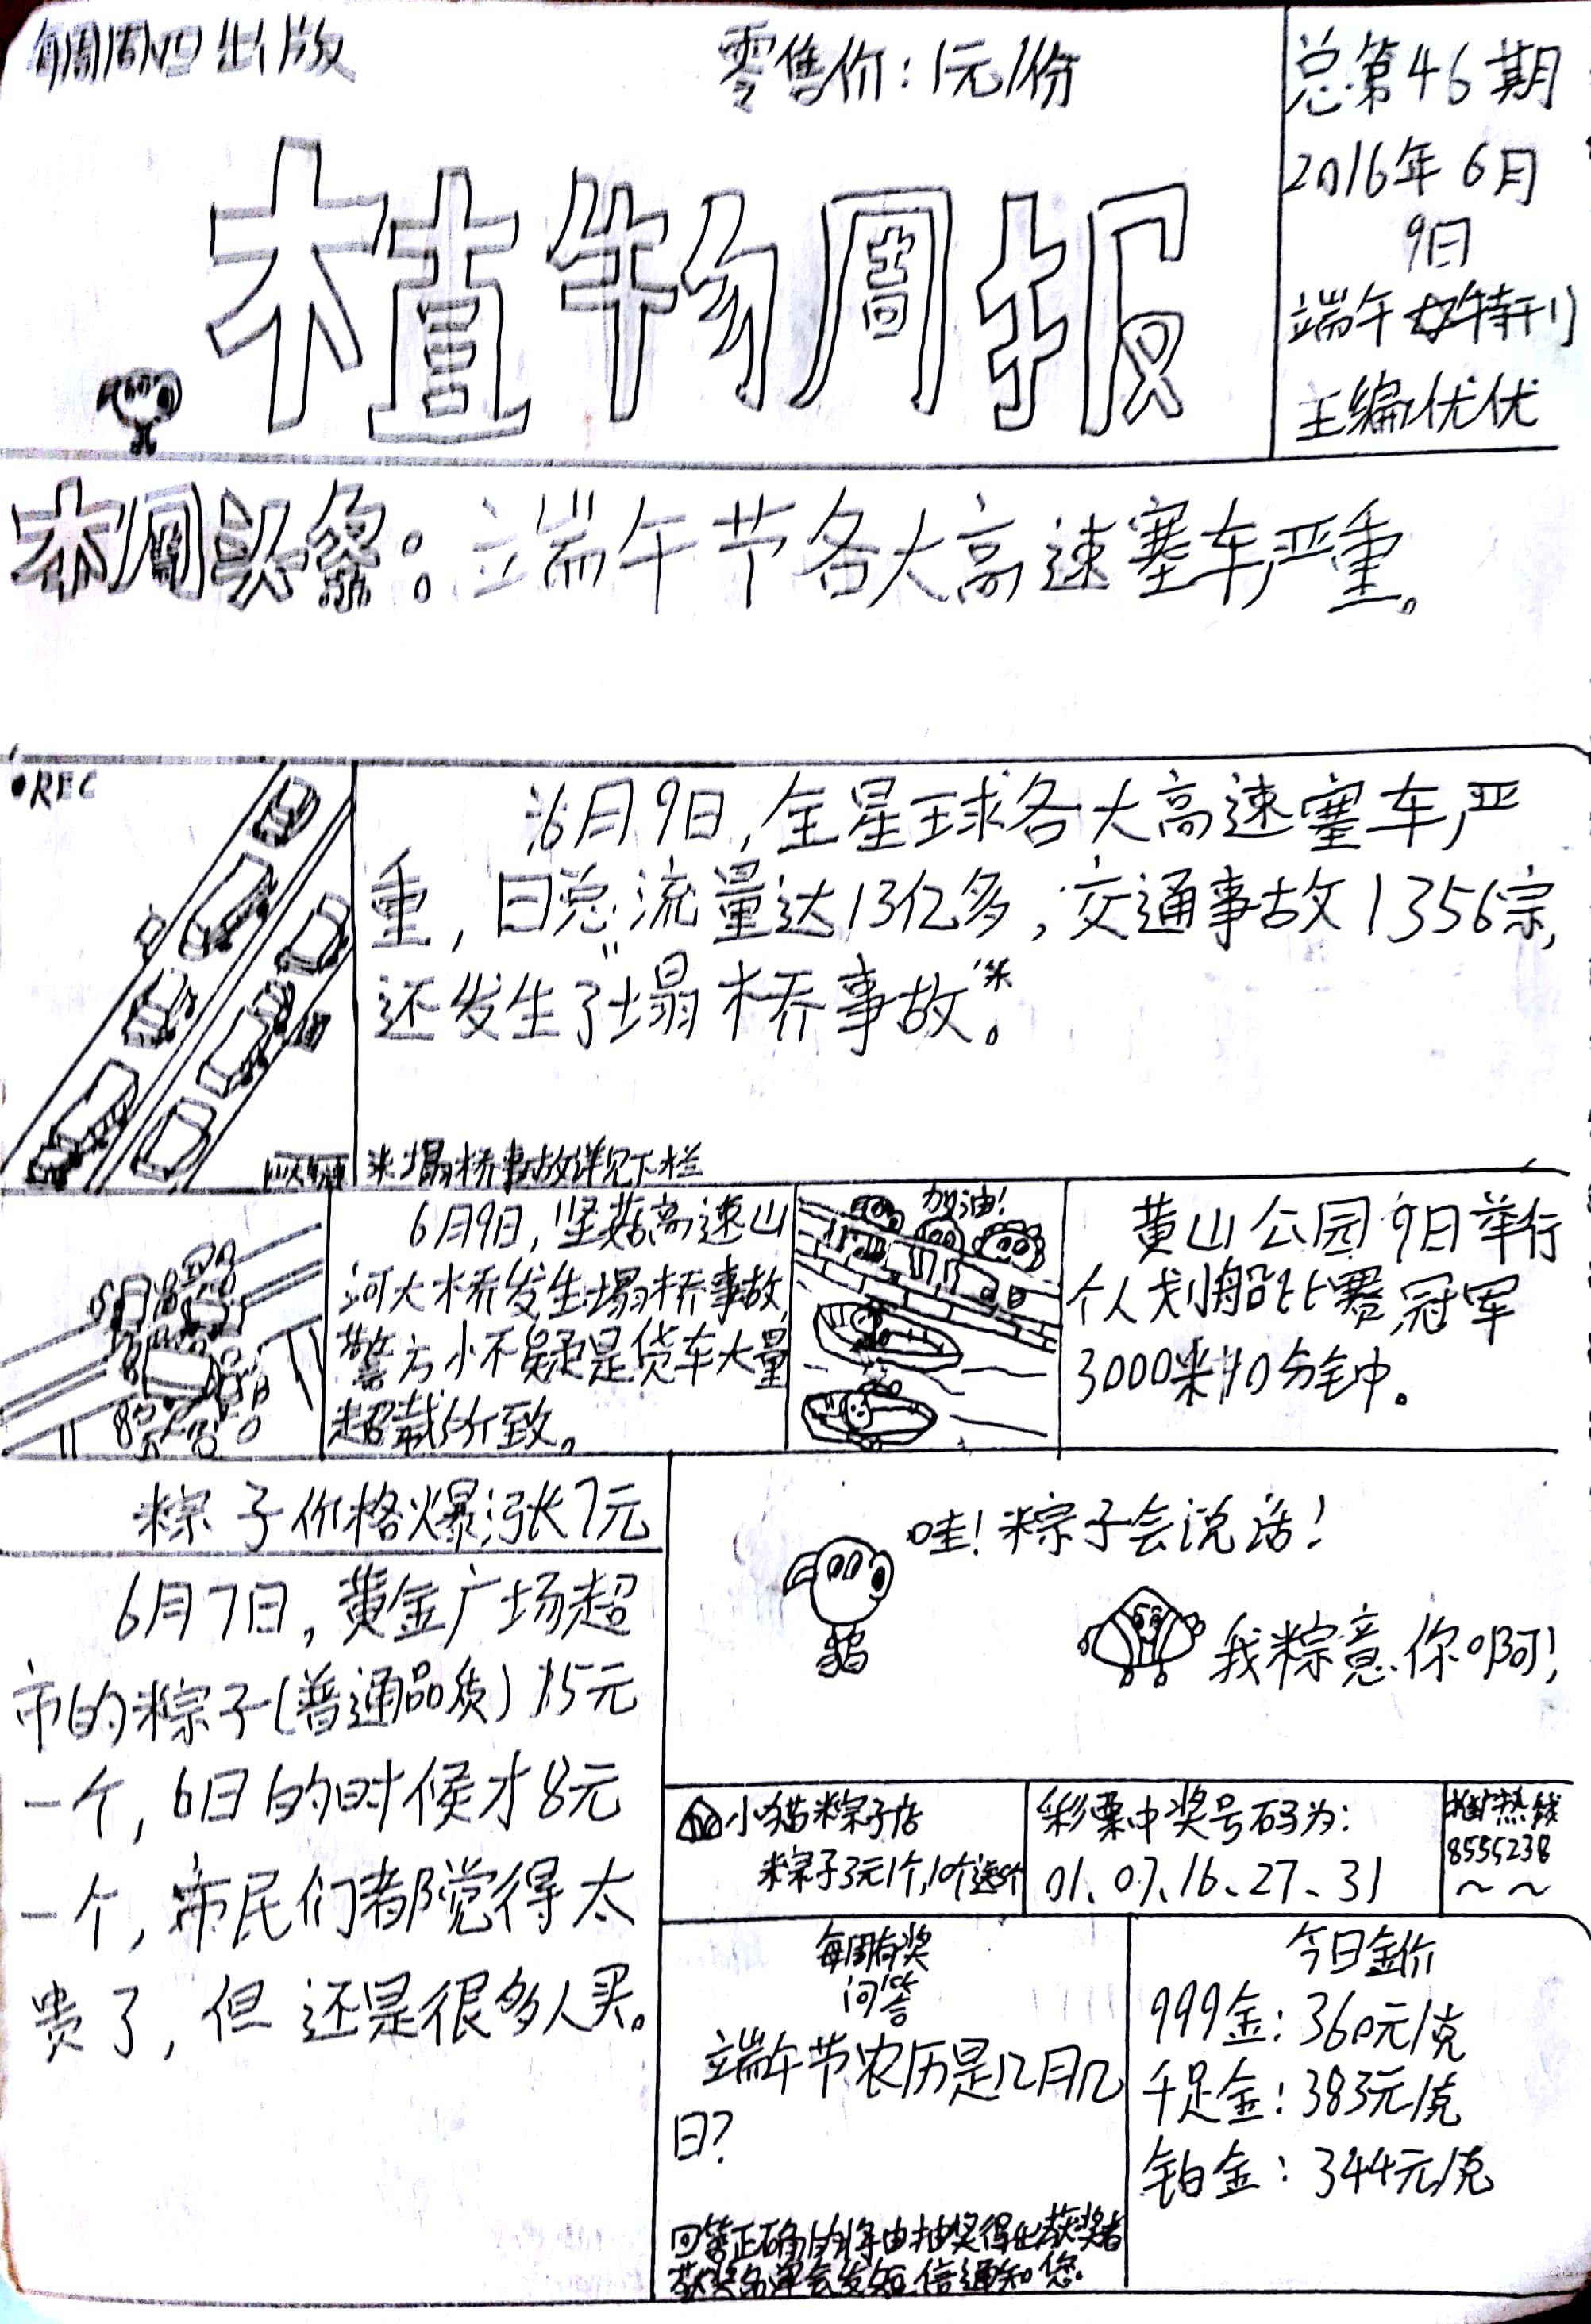 每周四出版
零售价：1元/份
总第46期
2016年6月
9日
端午特刊
主编优优
植物周报
本周头条：端午节各大高速塞车严重。
REC
6月9日，全星球各大高速塞车严
重，日总流量达13亿多，交通事故1356宗，
还发生了塌桥事故※。
※塌桥事故详见下栏
6月9日，坚菇高速山
河大桥发生塌桥事故，
警方怀疑是货车大量
超载所致。
加油！
黄山公园9日举行
个人划船比赛，冠军
3000米10分钟。
粽子价格爆涨7元
6月7日，黄金广场超
市的粽子（普通品质）15元
一个，6日的时候才8元
一个，市民们都觉得太
贵了，但还是很多人买。
哇！粽子会说话！
我粽意你啊！
小猫粽子店
粽子3元1个，10个送
彩票中奖号码为：
01、07、16、27、31
热线
8555238
～～
每周有奖
问答
端午节农历是几月几
日？
回答正确的将由抽奖得出获奖者
获奖名单会发短信通知您。
今日金价
999金：360元/克
千足金：383元/克
铂金：344元/克